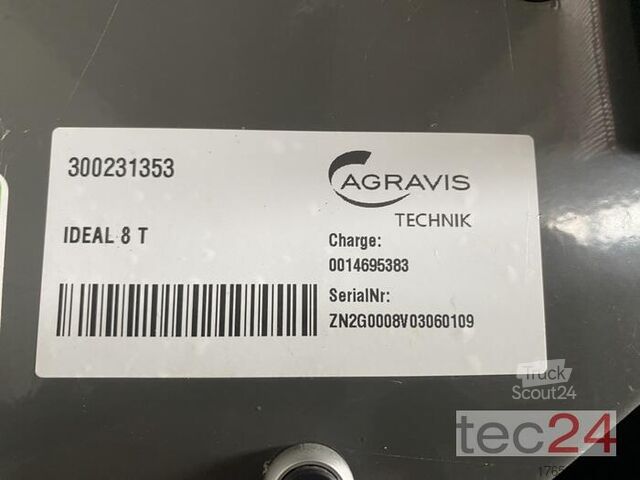 300231353
AGRAVIS
TECHNIK
IDEAL 8 T
Charge:
0014695383
SerialNr:
ZN2G0008V03060109
Truck
Scout24
tec24